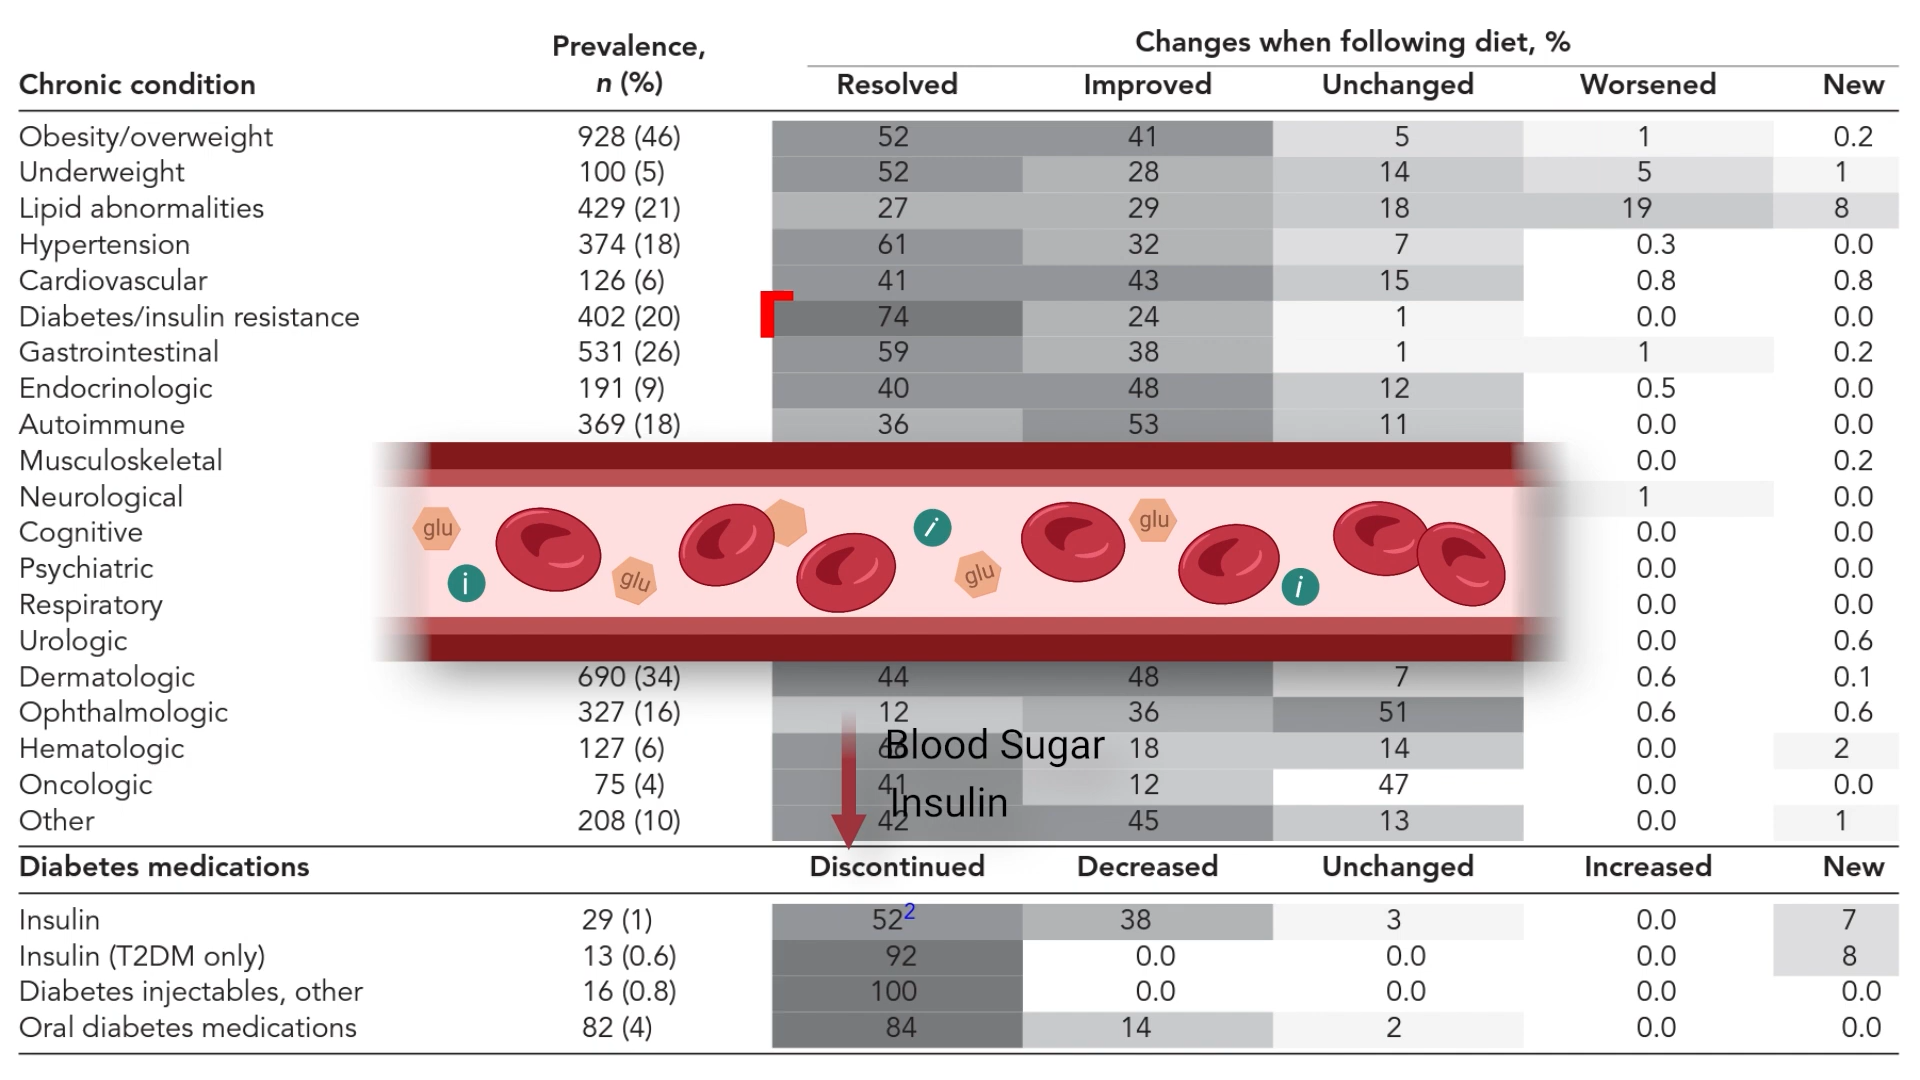 Prevalence, Changes when following diet, %
Chronic condition n (%) Resolved Improved Unchanged Worsened New
Obesity/overweight 928 (46) 52 41 5 1 0.2
Underweight 100 (5) 52 28 14 5 1
Lipid abnormalities 429 (21) 27 29 18 19 8
Hypertension 374 (18) 61 32 7 0.3 0.0
Cardiovascular 126 (6) 41 43 15 0.8 0.8
Diabetes/insulin resistance 402 (20) 74 24 1 0.0 0.0
Gastrointestinal 531 (26) 59 38 1 1 0.2
Endocrinologic 191 (9) 40 48 12 0.5 0.0
Autoimmune 369 (18) 36 53 11 0.0 0.0
Musculoskeletal 0.0 0.2
Neurological 1 0.0
Cognitive 0.0 0.0
Psychiatric 0.0 0.0
Respiratory 0.0 0.0
Urologic 0.0 0.6
glu i glu i glu glu i
Dermatologic 690 (34) 44 48 7 0.6 0.1
Ophthalmologic 327 (16) 12 36 51 0.6 0.6
Blood Sugar
Hematologic 127 (6) 18 14 0.0 2
Oncologic 75 (4) 41 12 47 0.0 0.0
Insulin
Other 208 (10) 42 45 13 0.0 1
Diabetes medications Discontinued Decreased Unchanged Increased New
Insulin 29 (1) 52² 38 3 0.0 7
Insulin (T2DM only) 13 (0.6) 92 0.0 0.0 0.0 8
Diabetes injectables, other 16 (0.8) 100 0.0 0.0 0.0 0.0
Oral diabetes medications 82 (4) 84 14 2 0.0 0.0